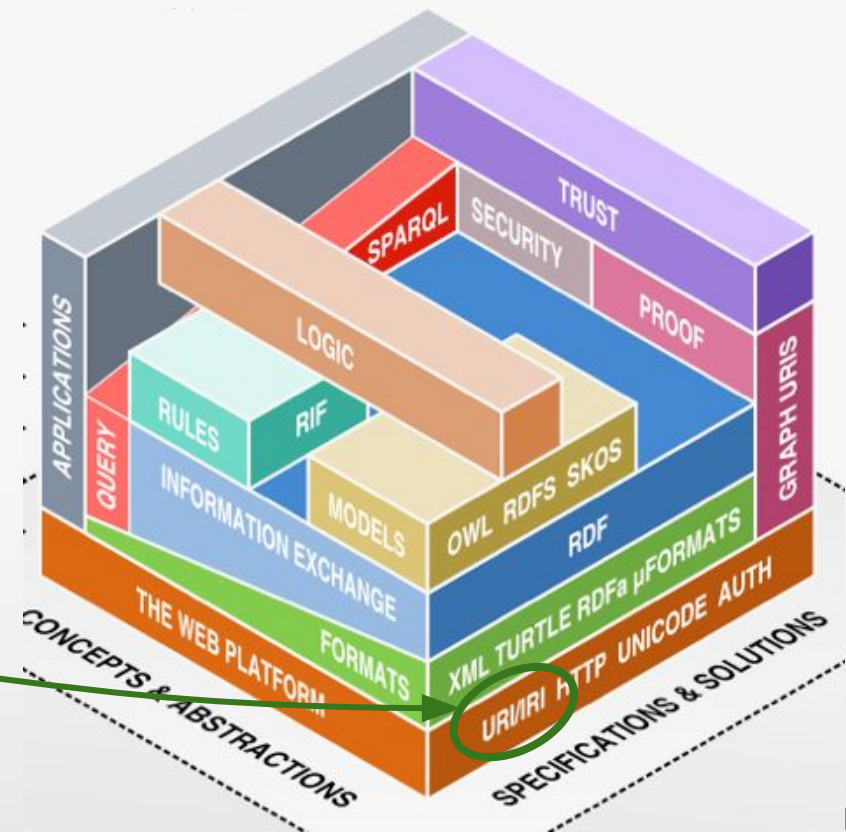 TRUST
SPARQL
SECURITY
PROOF
LOGIC
APPLICATIONS
GRAPH URIS
RULES
RIF
QUERY
INFORMATION EXCHANGE
MODELS
OWL RDFS SKOS
RDF
FORMATS
XML TURTLE RDFa µFORMATS
THE WEB PLATFORM
URI/IRI HTTP UNICODE AUTH
CONCEPTS & ABSTRACTIONS
SPECIFICATIONS & SOLUTIONS